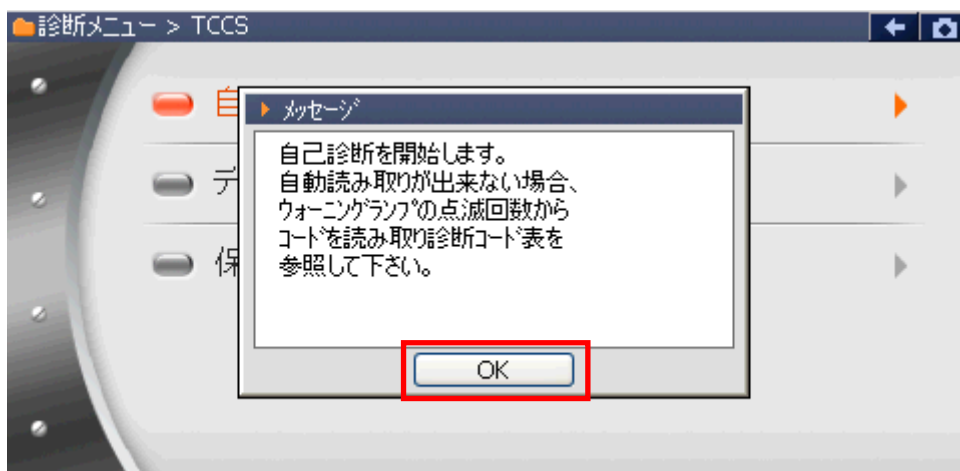 診断メニュー > TCCS
自
ﾒｯｾｰｼﾞ
自己診断を開始します。
自動読み取りが出来ない場合、
ｳｫｰﾆﾝｸﾞﾗﾝﾌﾟの点滅回数から
ｺｰﾄﾞを読み取り診断ｺｰﾄﾞ表を
参照して下さい。
デ
保
OK